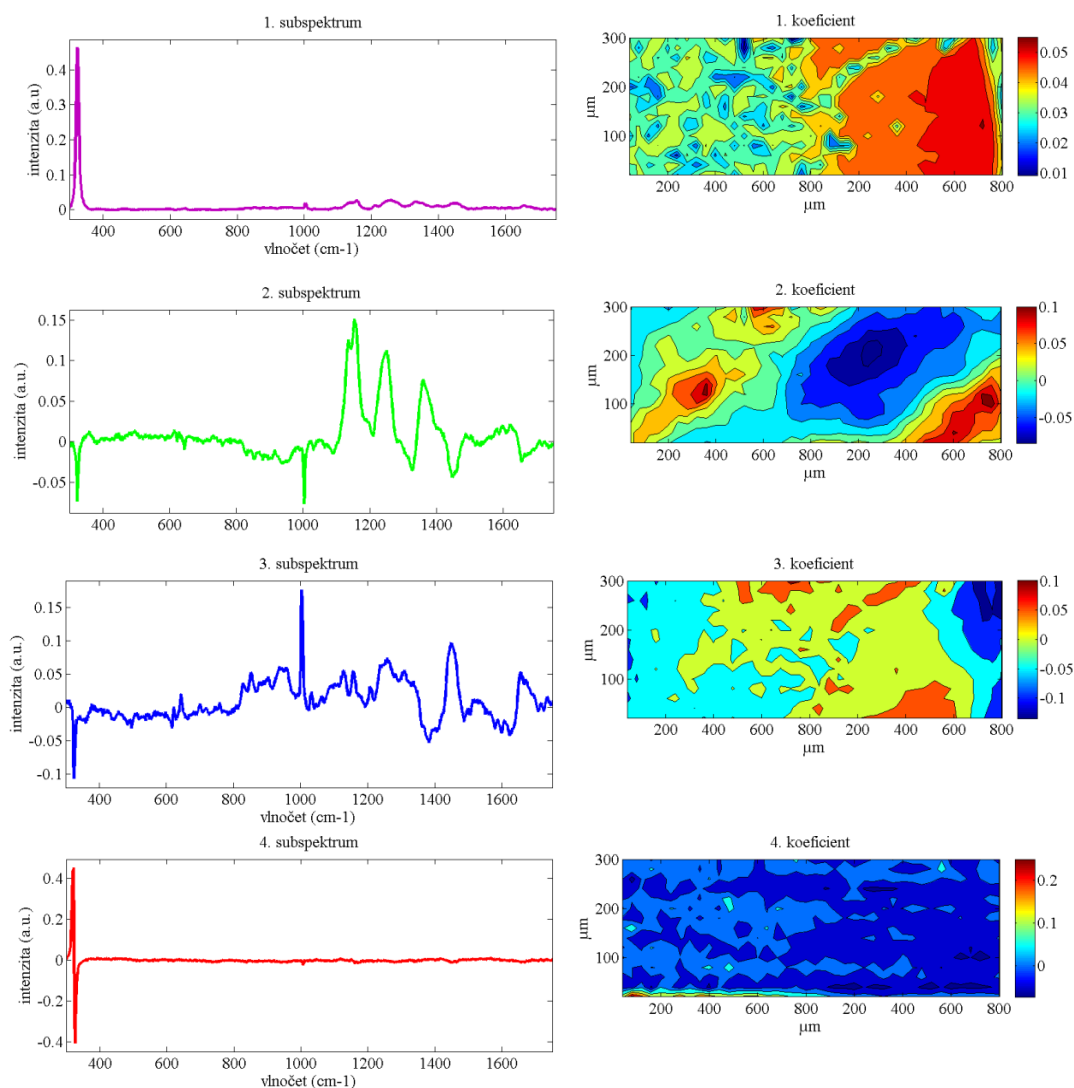 1. subspektrum
intenzita (a.u)
0.4
0.3
0.2
0.1
0
400 600 800 1000 1200 1400 1600
vlnočet (cm-1)
1. koeficient
μm
300
200
100
200 400 600 800 200 400 600 800
μm
0.05
0.04
0.03
0.02
0.01
2. subspektrum
intenzita (a.u.)
0.15
0.1
0.05
0
-0.05
400 600 800 1000 1200 1400 1600
2. koeficient
μm
300
200
100
200 400 600 800 200 400 600 800
μm
0.1
0.05
0
-0.05
3. subspektrum
intenzita (a.u.)
0.15
0.1
0.05
0
-0.05
-0.1
400 600 800 1000 1200 1400 1600
vlnočet (cm-1)
3. koeficient
μm
300
200
100
200 400 600 800 200 400 600 800
μm
0.1
0.05
0
-0.05
-0.1
4. subspektrum
intenzita (a.u.)
0.4
0.2
0
-0.2
-0.4
400 600 800 1000 1200 1400 1600
vlnočet (cm-1)
4. koeficient
μm
300
200
100
200 400 600 800 200 400 600 800
μm
0.2
0.1
0